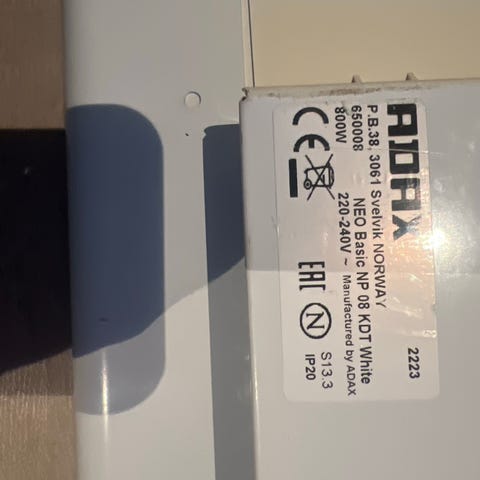 ADAX
2223
P.B.38, 3061 Svelvik NORWAY
650008 NEO Basic NP 08 KDT White
800W 220-240V ~ Manufactured by ADAX
CE EAC N S13.3
IP20